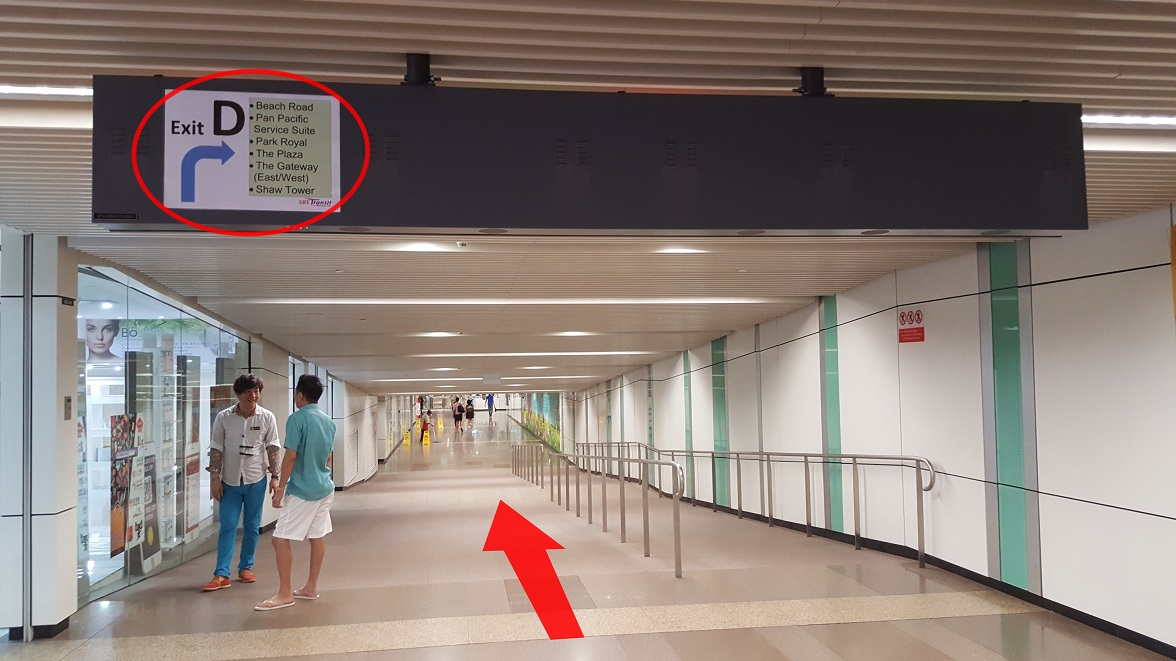 Exit D
• Beach Road
• Pan Pacific
Service Suite
• Park Royal
• The Plaza
• The Gateway
(East/West)
• Shaw Tower
SBS Transit